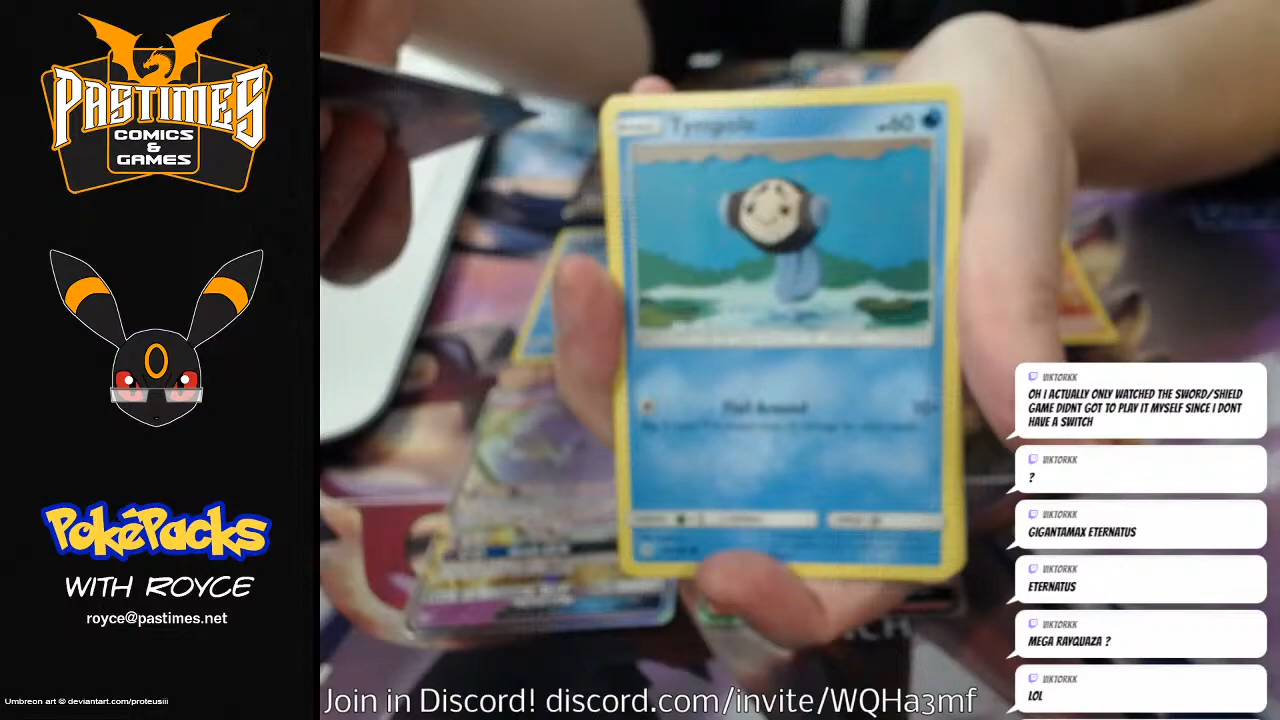 PASTIMES
COMICS
&
GAMES
PokéPacks
WITH ROYCE
royce@pastimes.net
Umbreon art © deviantart.com/proteusiii
Tympole
60
VIKTORKK
OH I ACTUALLY ONLY WATCHED THE SWORD/SHIELD
GAME DIDNT GOT TO PLAY IT MYSELF SINCE I DONT
HAVE A SWITCH
VIKTORKK
?
VIKTORKK
GIGANTAMAX ETERNATUS
VIKTORKK
ETERNATUS
VIKTORKK
MEGA RAYQUAZA ?
VIKTORKK
LOL
Join in Discord! discord.com/invite/WQHa3mf